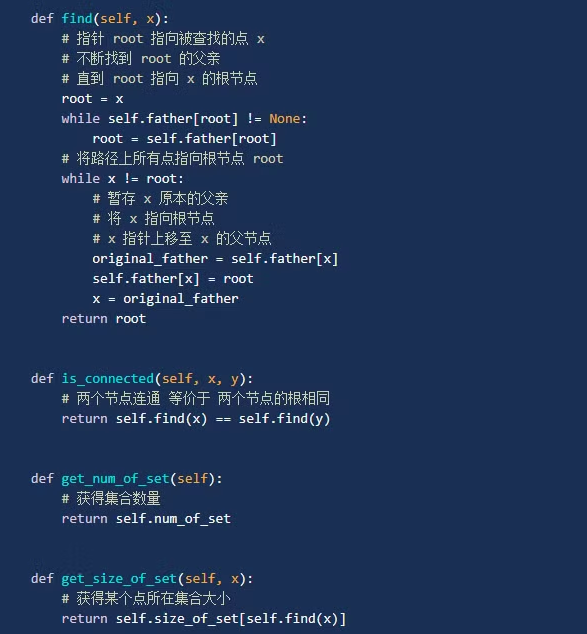 def find(self, x):
# 指针 root 指向被查找的点 x
# 不断找到 root 的父亲
# 直到 root 指向 x 的根节点
root = x
while self.father[root] != None:
root = self.father[root]
# 将路径上所有点指向根节点 root
while x != root:
# 暂存 x 原本的父亲
# 将 x 指向根节点
# x 指针上移至 x 的父节点
original_father = self.father[x]
self.father[x] = root
x = original_father
return root
def is_connected(self, x, y):
# 两个节点连通 等价于 两个节点的根相同
return self.find(x) == self.find(y)
def get_num_of_set(self):
# 获得集合数量
return self.num_of_set
def get_size_of_set(self, x):
# 获得某个点所在集合大小
return self.size_of_set[self.find(x)]